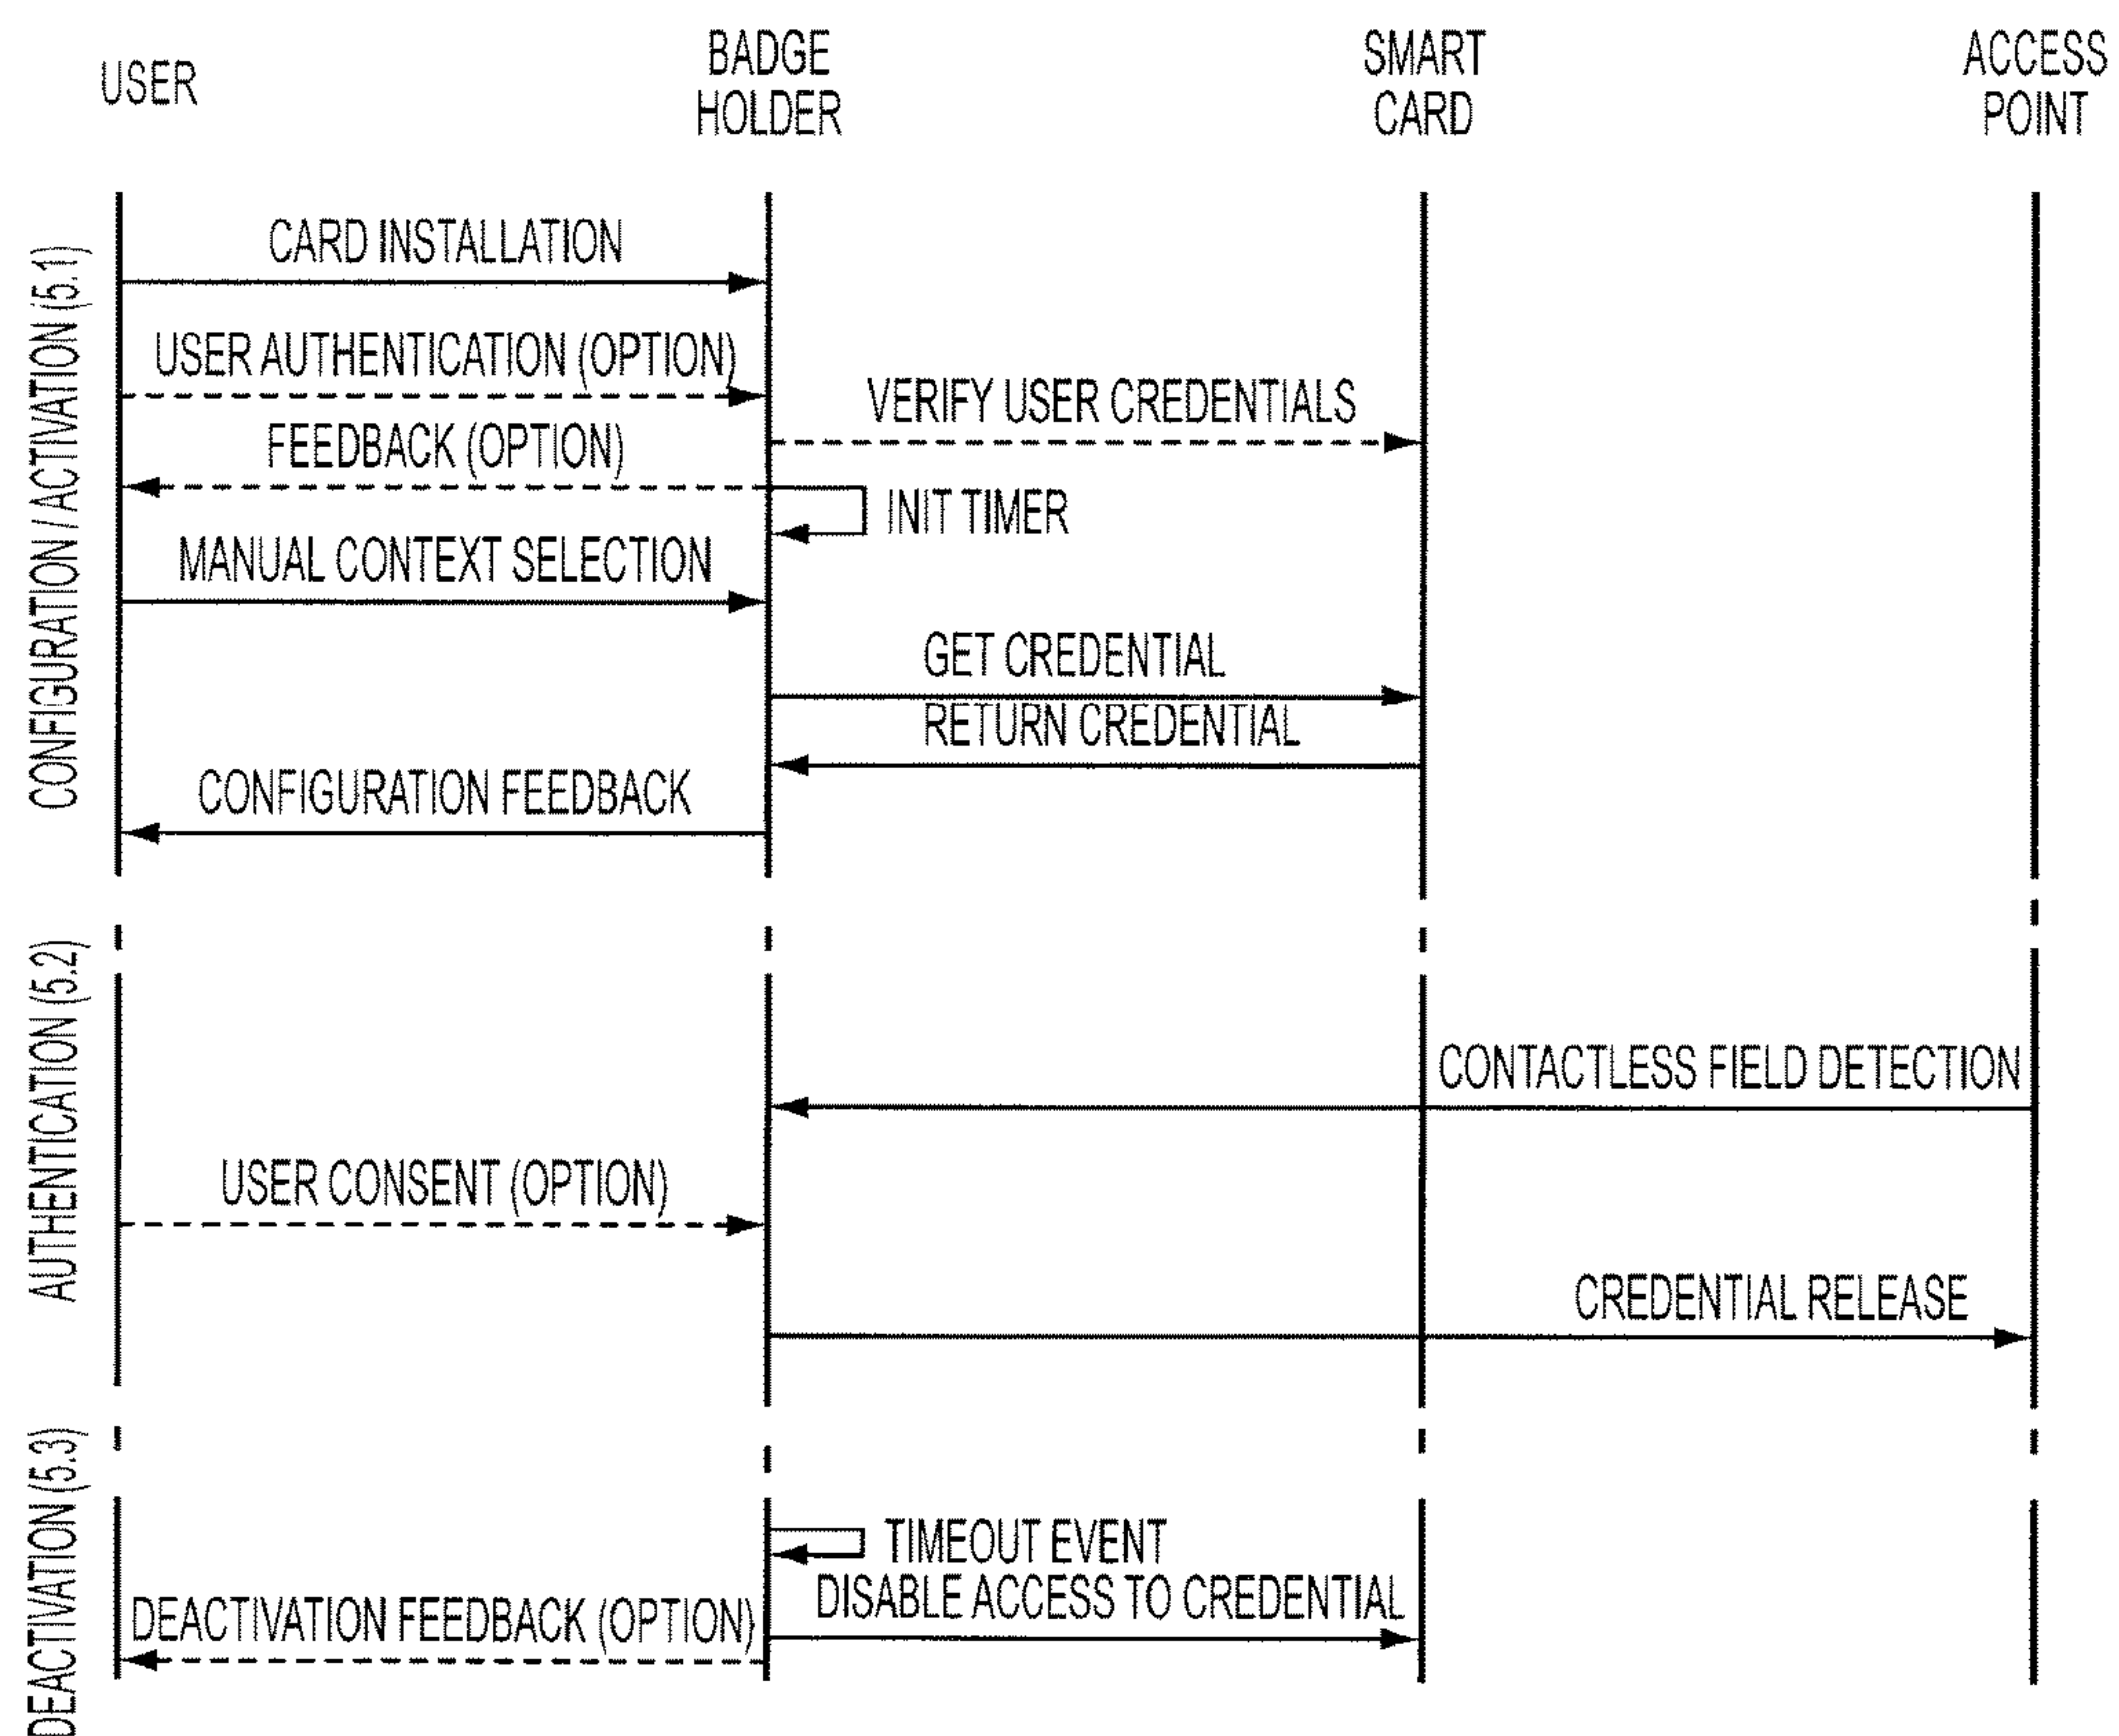 USER
BADGE
HOLDER
SMART
CARD
ACCESS
POINT
CONFIGURATION / ACTIVATION (5.1)
CARD INSTALLATION
USER AUTHENTICATION (OPTION)
VERIFY USER CREDENTIALS
FEEDBACK (OPTION)
INIT TIMER
MANUAL CONTEXT SELECTION
GET CREDENTIAL
RETURN CREDENTIAL
CONFIGURATION FEEDBACK
AUTHENTICATION (5.2)
CONTACTLESS FIELD DETECTION
USER CONSENT (OPTION)
CREDENTIAL RELEASE
DEACTIVATION (5.3)
TIMEOUT EVENT
DISABLE ACCESS TO CREDENTIAL
DEACTIVATION FEEDBACK (OPTION)